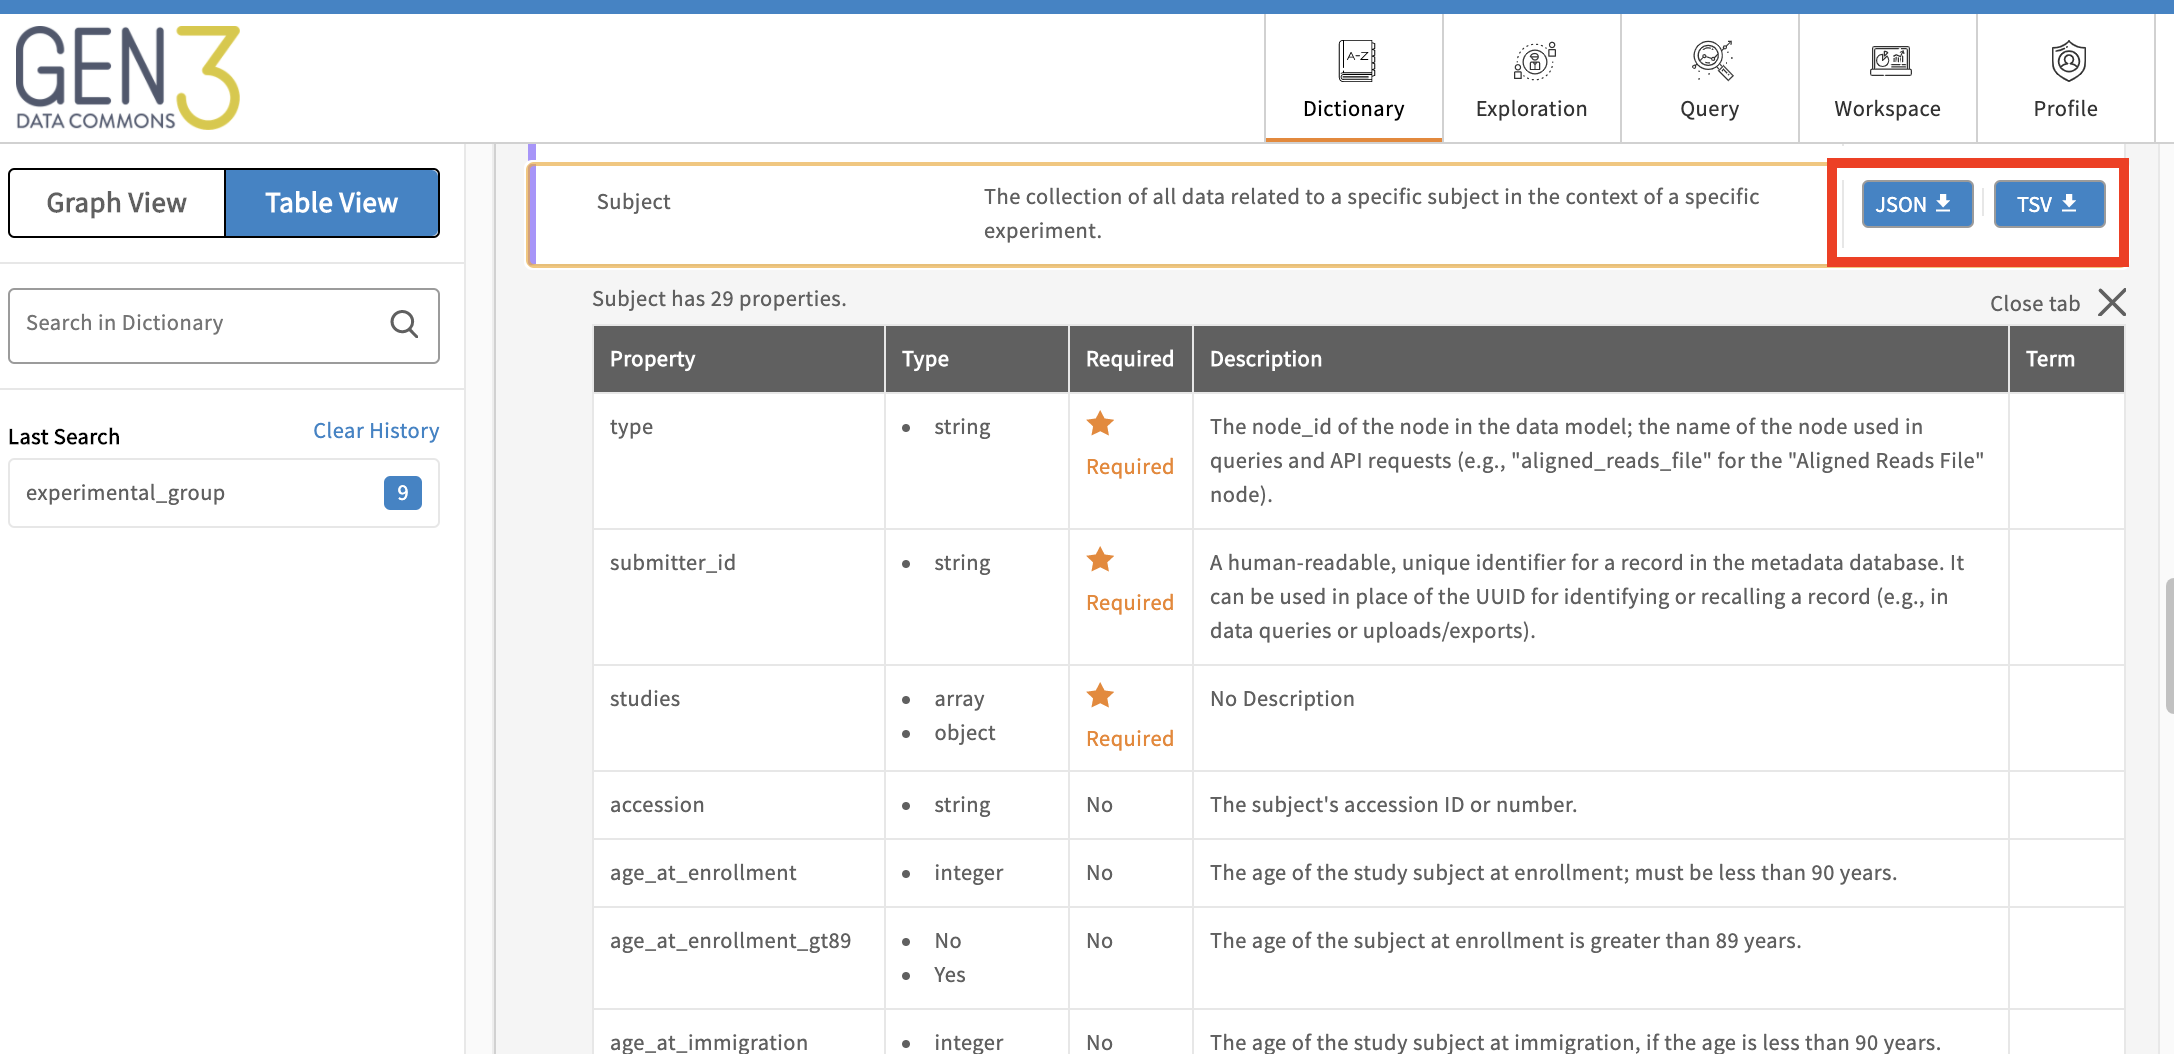 GEN3
DATA COMMONS
A-Z
Dictionary
Exploration
Query
Workspace
Profile
Graph View
Table View
Search in Dictionary
Last Search
Clear History
experimental_group
9
Subject
The collection of all data related to a specific subject in the context of a specific
experiment.
JSON
TSV
Subject has 29 properties.
Close tab
Property
Type
Required
Description
Term
type
string
Required
The node_id of the node in the data model; the name of the node used in
queries and API requests (e.g., "aligned_reads_file" for the "Aligned Reads File"
node).
submitter_id
string
Required
A human-readable, unique identifier for a record in the metadata database. It
can be used in place of the UUID for identifying or recalling a record (e.g., in
data queries or uploads/exports).
studies
array
object
Required
No Description
accession
string
No
The subject's accession ID or number.
age_at_enrollment
integer
No
The age of the study subject at enrollment; must be less than 90 years.
age_at_enrollment_gt89
No
Yes
No
The age of the subject at enrollment is greater than 89 years.
age_at_immigration
integer
No
The age of the study subject at immigration, if the age is less than 90 years.